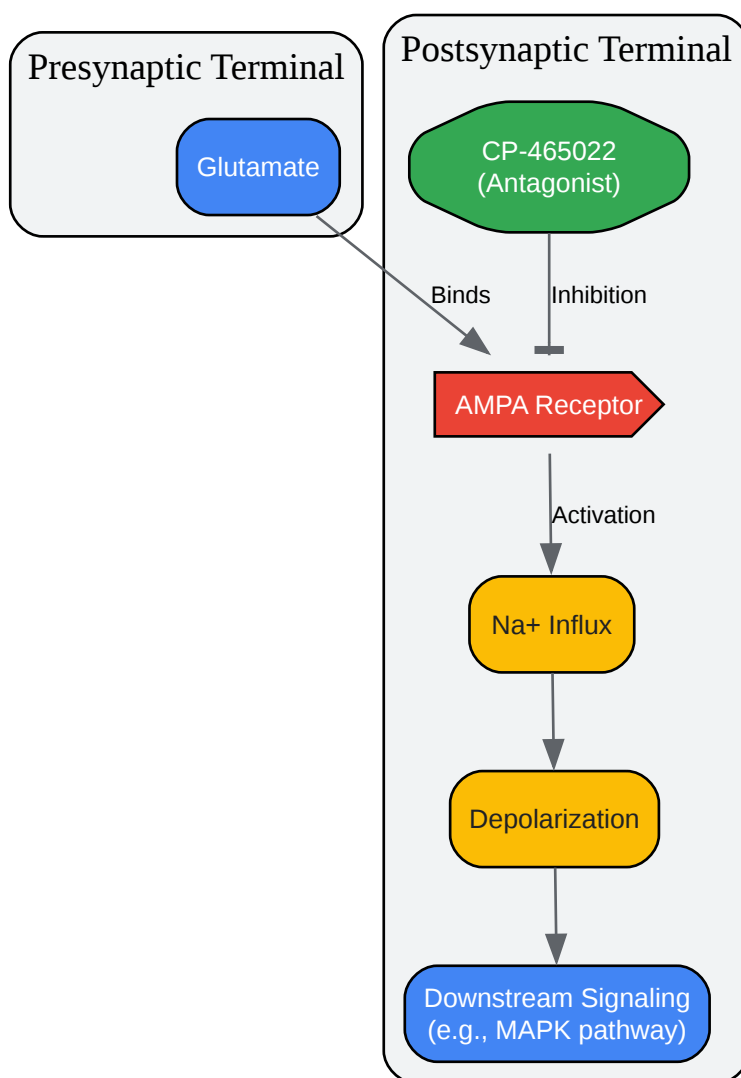 Presynaptic Terminal
Postsynaptic Terminal
Glutamate
CP-465022
(Antagonist)
Binds
Inhibition
AMPA Receptor
Activation
Na+ Influx
Depolarization
Downstream Signaling
(e.g., MAPK pathway)